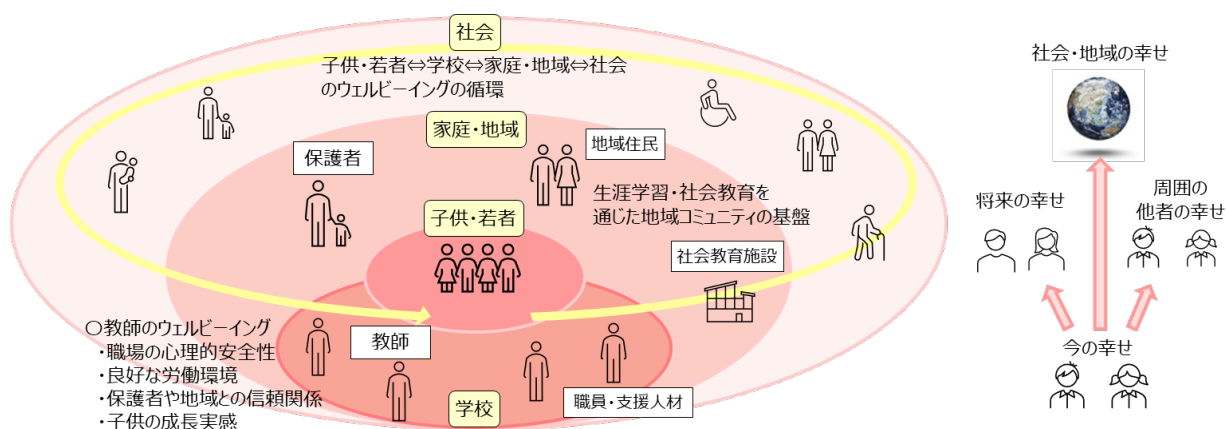 社会
子供・若者⇔学校⇔家庭・地域⇔社会
のウェルビーイングの循環
家庭・地域
保護者
地域住民
生涯学習・社会教育を
通じた地域コミュニティの基盤
子供・若者
社会教育施設
〇教師のウェルビーイング
・職場の心理的安全性
・良好な労働環境
・保護者や地域との信頼関係
・子供の成長実感
教師
職員・支援人材
学校
社会・地域の幸せ
将来の幸せ
周囲の
他者の幸せ
今の幸せ